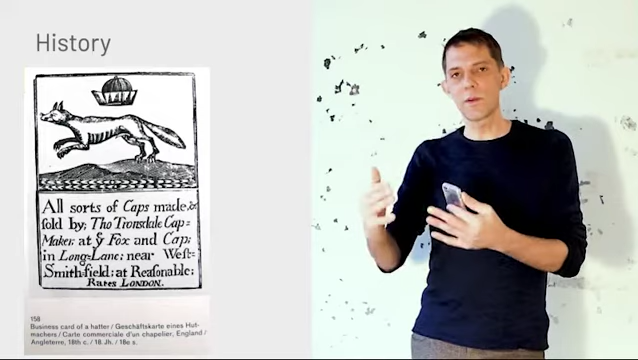 History
All sorts of Caps made &
sold by; Tho Tronsdale Cap-
Maker, at ye Fox and Cap;
in Long-Lane; near West-
Smith-field; at Reasonable;
Rates LONDON.
158
Business card of a hatter / Geschäftskarte eines Hut-
machers / Carte commerciale d'un chapelier, England /
Angleterre, 18th c. / 18 Jh. / 18e s.